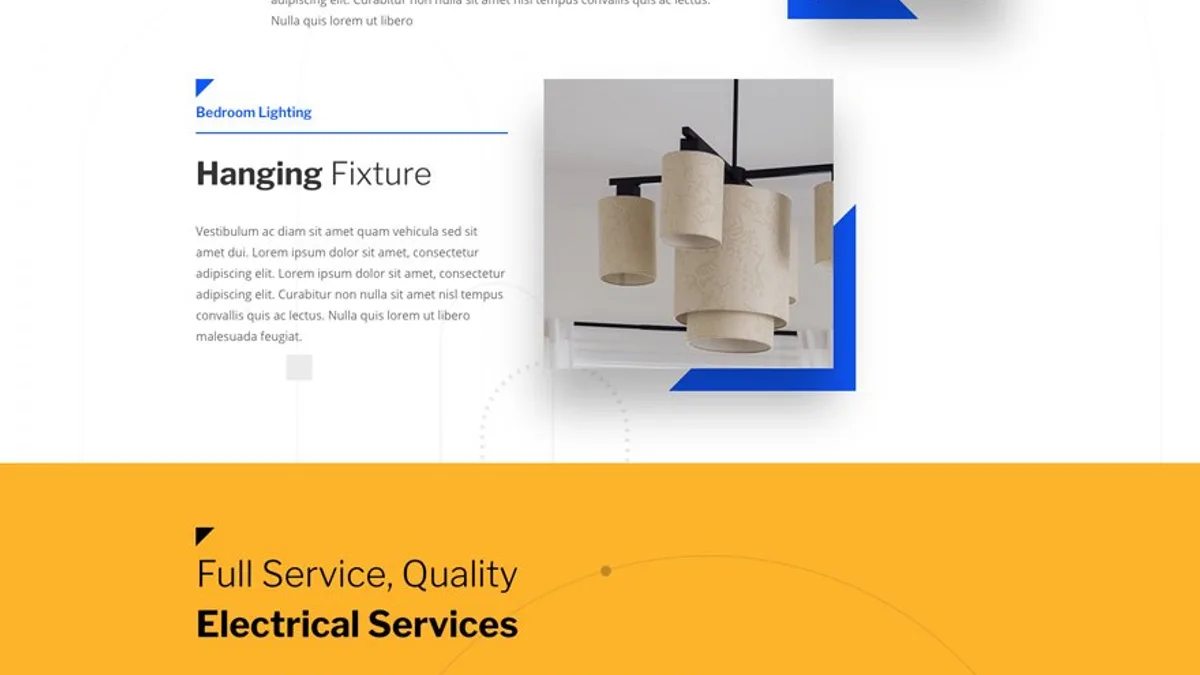 adipiscing elit. Curabitur non nulla sit amet nisl tempus convallis quis ac lectus.
Nulla quis lorem ut libero
Bedroom Lighting
Hanging Fixture
Vestibulum ac diam sit amet quam vehicula sed sit
amet dui. Lorem ipsum dolor sit amet, consectetur
adipiscing elit. Lorem ipsum dolor sit amet, consectetur
adipiscing elit. Curabitur non nulla sit amet nisl tempus
convallis quis ac lectus. Nulla quis lorem ut libero
malesuada feugiat.
Full Service, Quality
Electrical Services